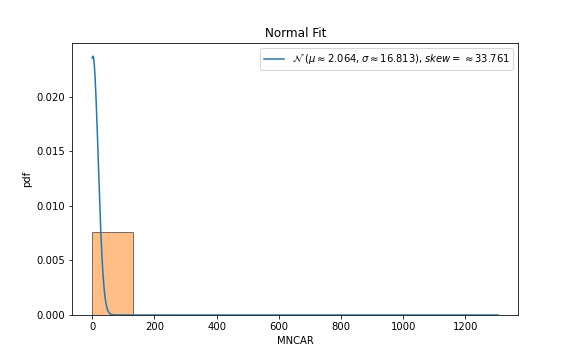 Normal Fit
𝒩 (μ ≈ 2.064, σ ≈ 16.813), skew = ≈ 33.761
pdf
0.020
0.015
0.010
0.005
0.000
0 200 400 600 800 1000 1200
MNCAR